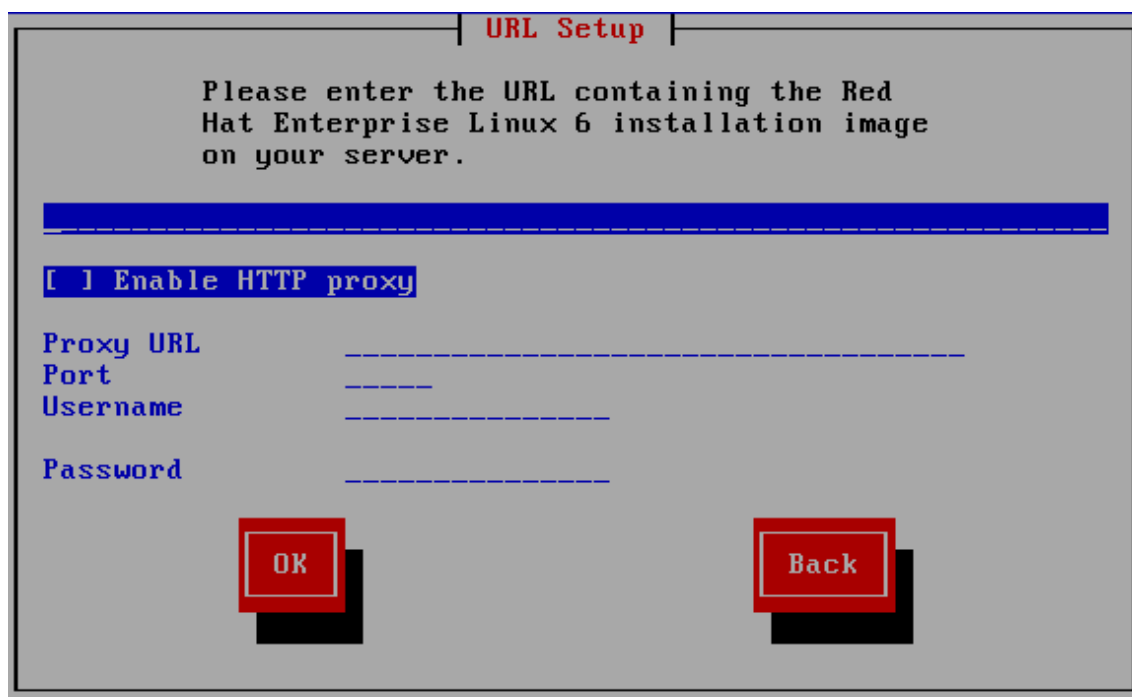 URL Setup
Please enter the URL containing the Red
Hat Enterprise Linux 6 installation image
on your server.
[ ] Enable HTTP proxy
Proxy URL
Port
Username
Password
OK Back